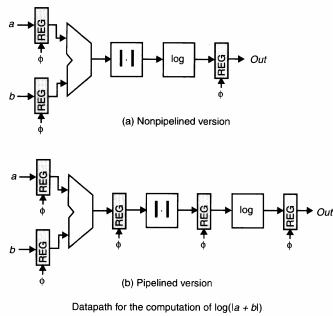 a
REG
ϕ
b
REG
ϕ
|·|
log
REG
ϕ
Out
(a) Nonpipelined version
a
REG
ϕ
b
REG
ϕ
REG
ϕ
|·|
REG
ϕ
log
REG
ϕ
Out
(b) Pipelined version
Datapath for the computation of log(|a + b|)